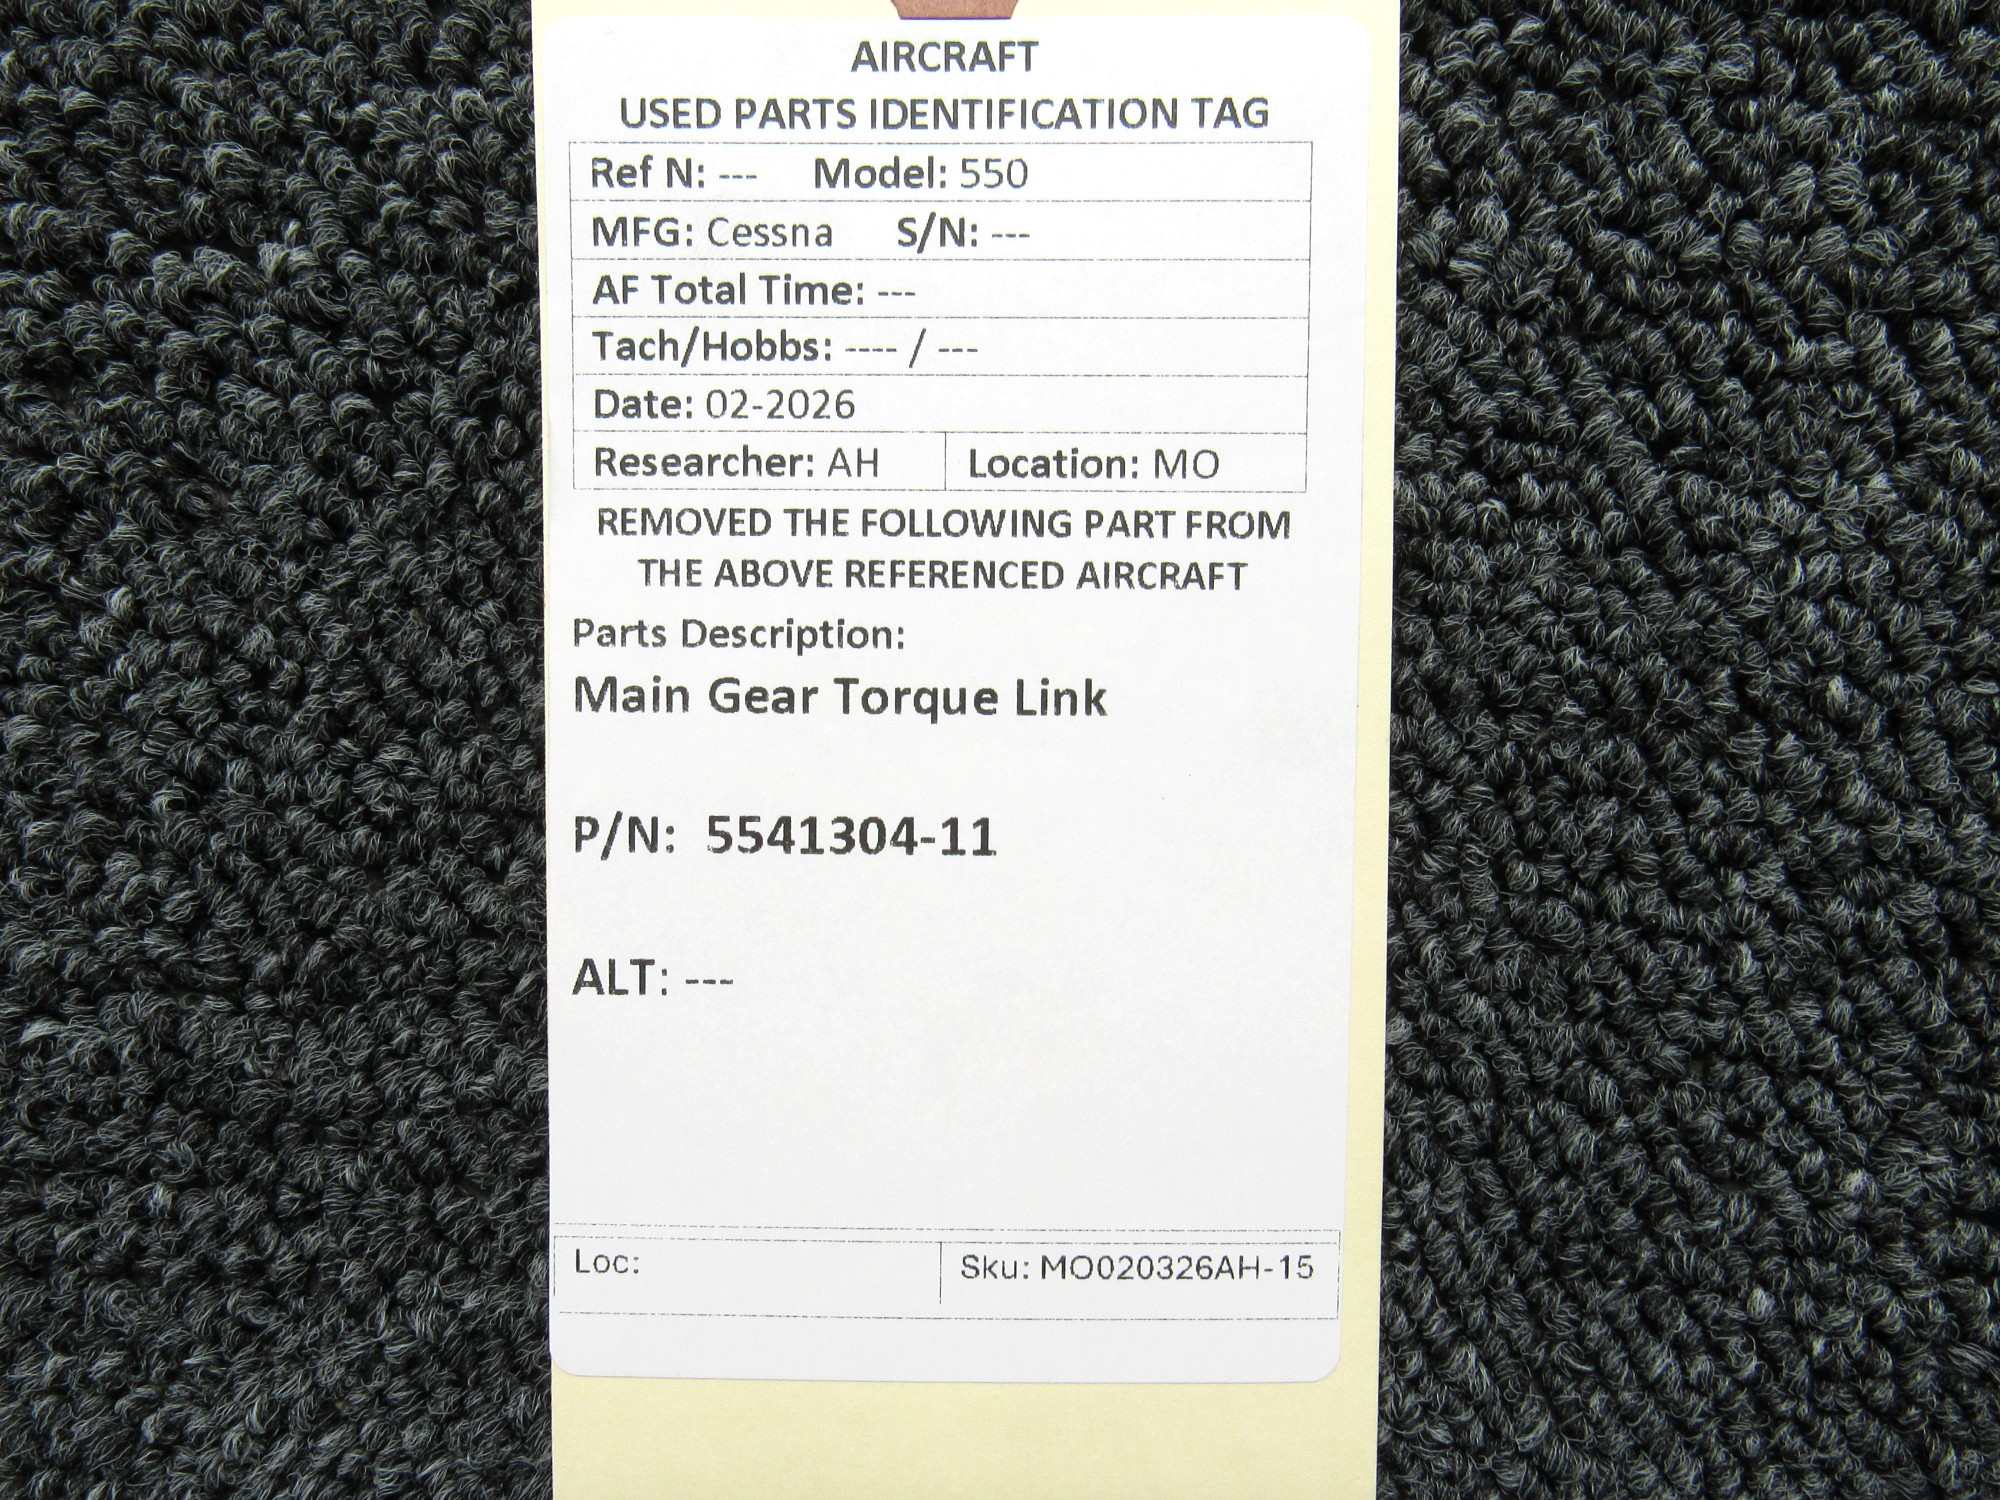 AIRCRAFT
USED PARTS IDENTIFICATION TAG
Ref N: --- Model: 550
MFG: Cessna S/N: ---
AF Total Time: ---
Tach/Hobbs: ---- / ---
Date: 02-2026
Researcher: AH Location: MO
REMOVED THE FOLLOWING PART FROM
THE ABOVE REFERENCED AIRCRAFT
Parts Description:
Main Gear Torque Link
P/N: 5541304-11
ALT: ---
Loc: Sku: MO020326AH-15